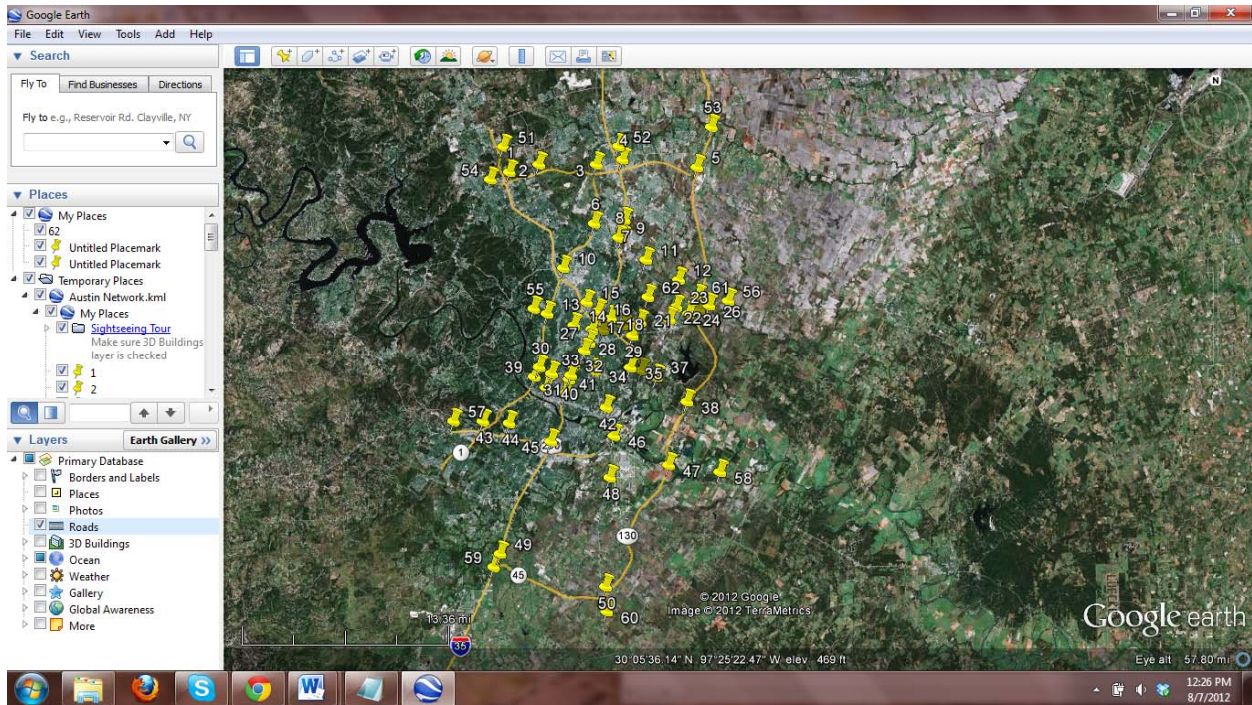 Google Earth
File Edit View Tools Add Help
Search
Fly To Find Businesses Directions
Fly to e.g., Reservoir Rd. Clayville, NY
Places
My Places
62
Untitled Placemark
Untitled Placemark
Temporary Places
Austin Network.kml
My Places
Sightseeing Tour
Make sure 3D Buildings
layer is checked
1
2
Layers
Earth Gallery >>
Primary Database
Borders and Labels
Places
Photos
Roads
3D Buildings
Ocean
Weather
Gallery
Global Awareness
More
N
53
51
4 52
1
54 2 3 5
6
8
9
7
10 11
12
55 13 15 62 23 61 56
14 16
27 17 18 21 22 24 26
28
30 29
39 33 32 34 35 37
31 40 41
38
57
43 44 42
45 46
1
47 58
48
130
49
59
45
50
60
13.36 mi
35
© 2012 Google
Image © 2012 TerraMetrics
Google earth
30°05'36.14" N 97°25'22.47" W elev 469 ft
Eye alt 57.80 mi
12:26 PM
8/7/2012